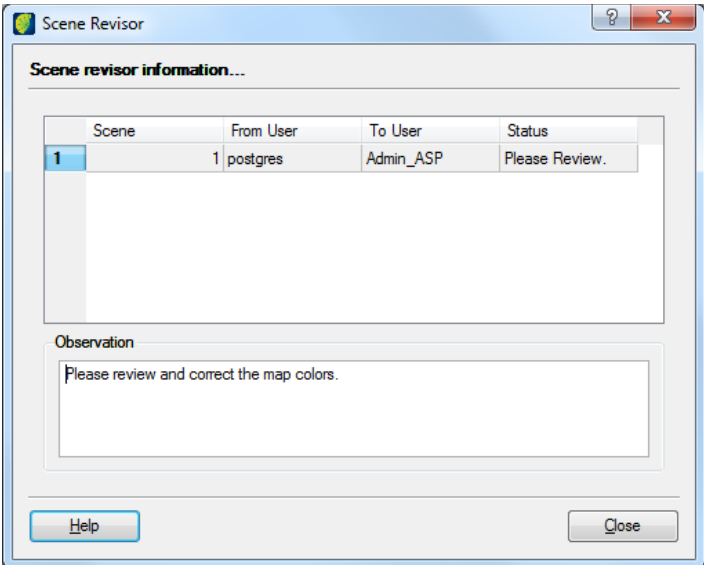 Scene Revisor
? X
Scene revisor information...
Scene From User To User Status
1 1 postgres Admin_ASP Please Review.
Observation
Please review and correct the map colors.
Help Close